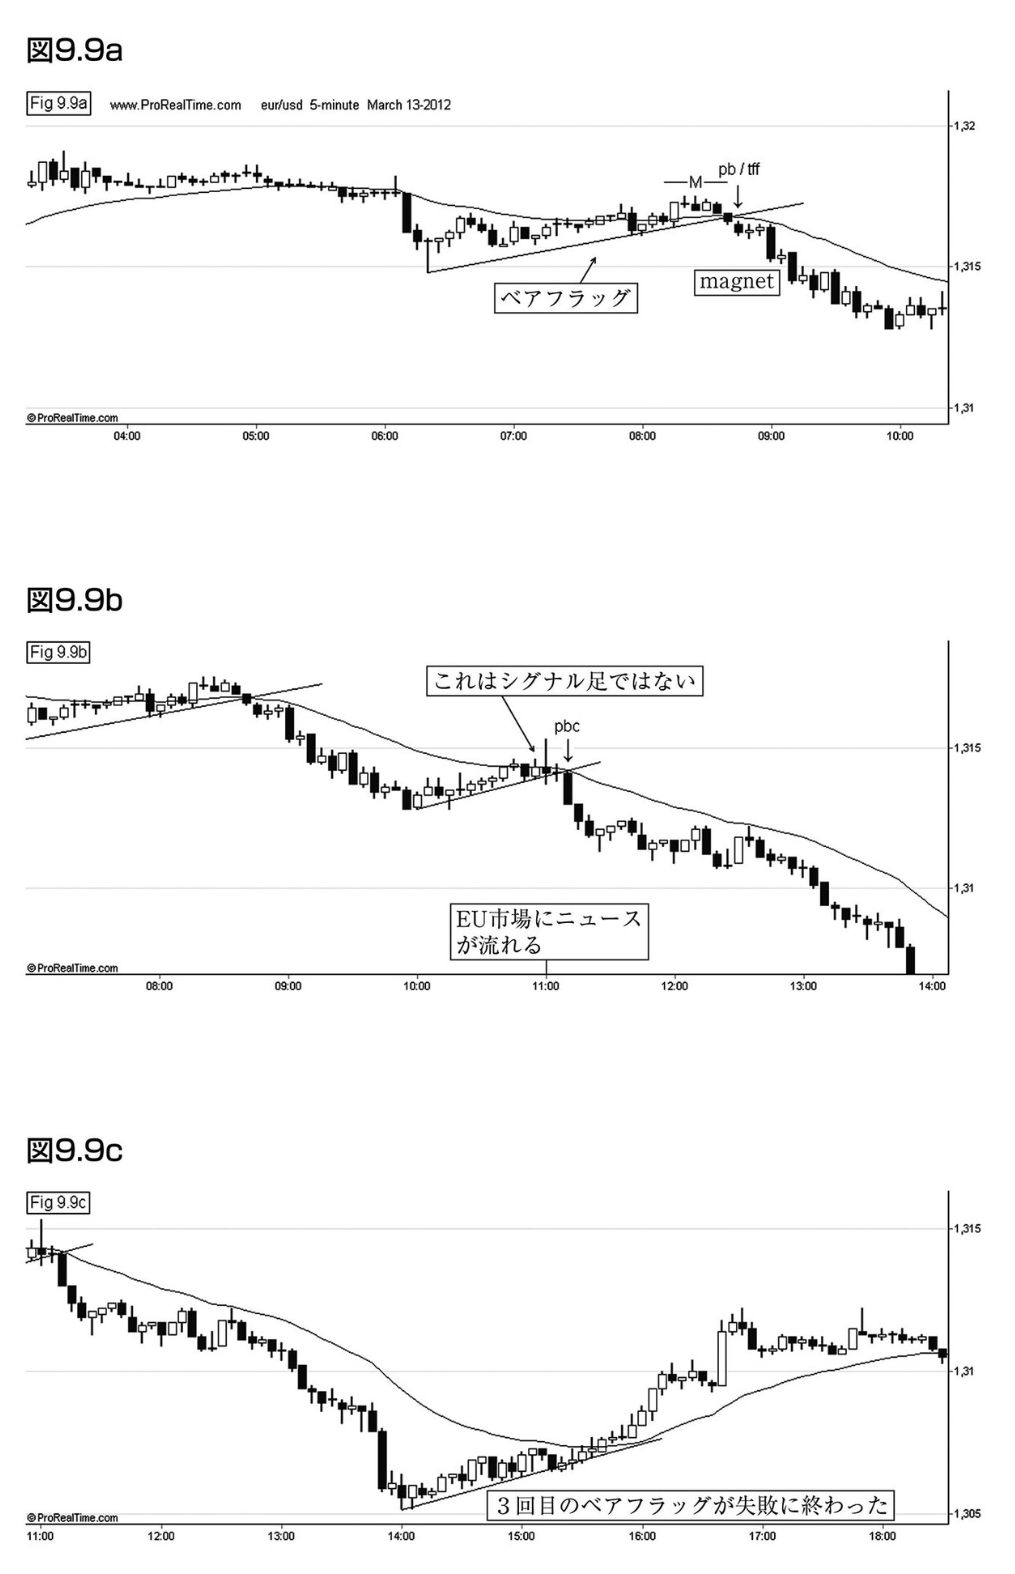 図9.9a
Fig 9.9a www.ProRealTime.com eur/usd 5-minute March 13-2012
1,32
pb / tff
M
1,315
magnet
ベアフラッグ
1,31
© ProRealTime.com
04:00 05:00 06:00 07:00 08:00 09:00 10:00
図9.9b
Fig 9.9b
これはシグナル足ではない
pbc
1,315
1,31
EU市場にニュース
が流れる
© ProRealTime.com
08:00 09:00 10:00 11:00 12:00 13:00 14:00
図9.9c
Fig 9.9c
1,315
1,31
3回目のベアフラッグが失敗に終わった
1,305
© ProRealTime.com
11:00 12:00 13:00 14:00 15:00 16:00 17:00 18:00